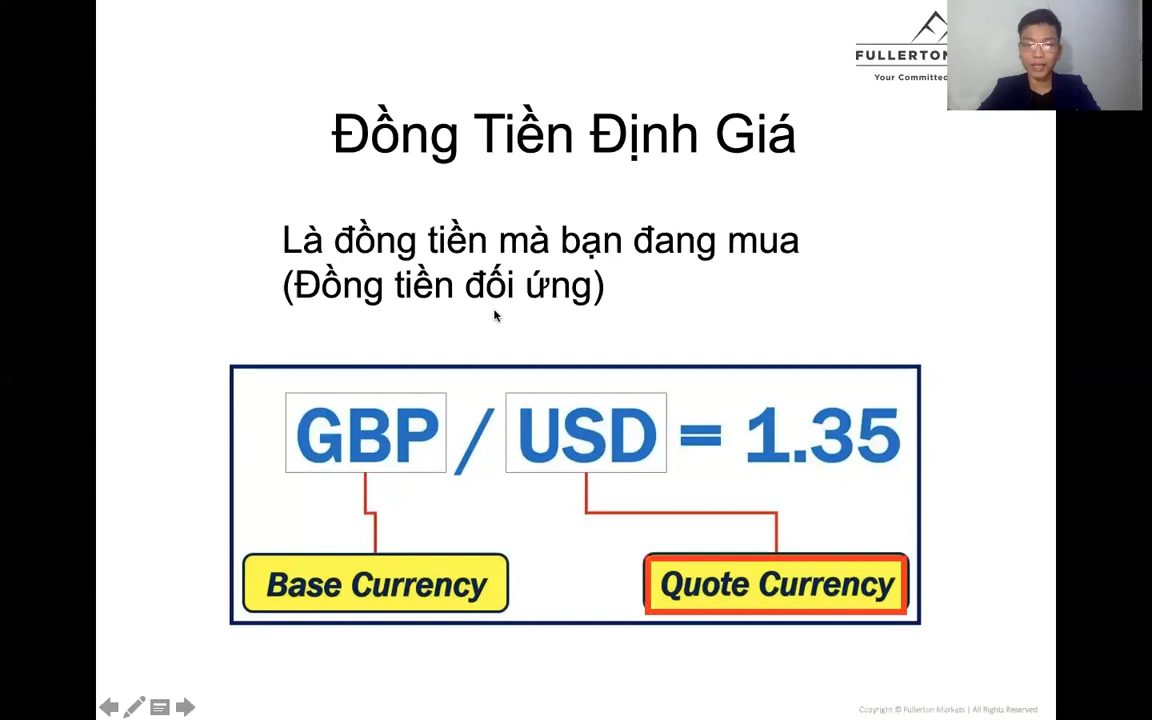 FULLERTON
Your Committed
Đồng Tiền Định Giá
Là đồng tiền mà bạn đang mua
(Đồng tiền đối ứng)
GBP / USD = 1.35
Base Currency
Quote Currency
Copyright © Fullerton Markets | All Rights Reserved